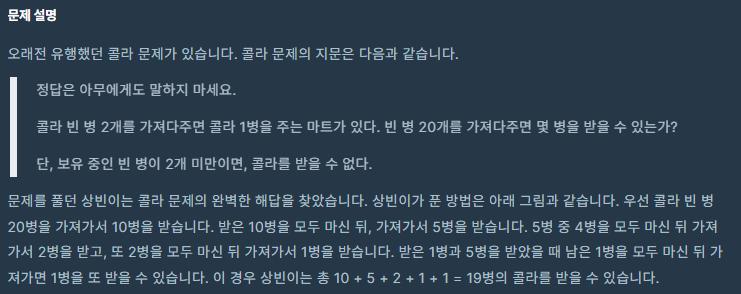 문제 설명
오래전 유행했던 콜라 문제가 있습니다. 콜라 문제의 지문은 다음과 같습니다.
정답은 아무에게도 말하지 마세요.
콜라 빈 병 2개를 가져다주면 콜라 1병을 주는 마트가 있다. 빈 병 20개를 가져다주면 몇 병을 받을 수 있는가?
단, 보유 중인 빈 병이 2개 미만이면, 콜라를 받을 수 없다.
문제를 풀던 상빈이는 콜라 문제의 완벽한 해답을 찾았습니다. 상빈이가 푼 방법은 아래 그림과 같습니다. 우선 콜라 빈 병
20병을 가져가서 10병을 받습니다. 받은 10병을 모두 마신 뒤, 가져가서 5병을 받습니다. 5병 중 4병을 모두 마신 뒤 가져
가서 2병을 받고, 또 2병을 모두 마신 뒤 가져가서 1병을 받습니다. 받은 1병과 5병을 받았을 때 남은 1병을 모두 마신 뒤 가
져가면 1병을 또 받을 수 있습니다. 이 경우 상빈이는 총 10 + 5 + 2 + 1 + 1 = 19병의 콜라를 받을 수 있습니다.